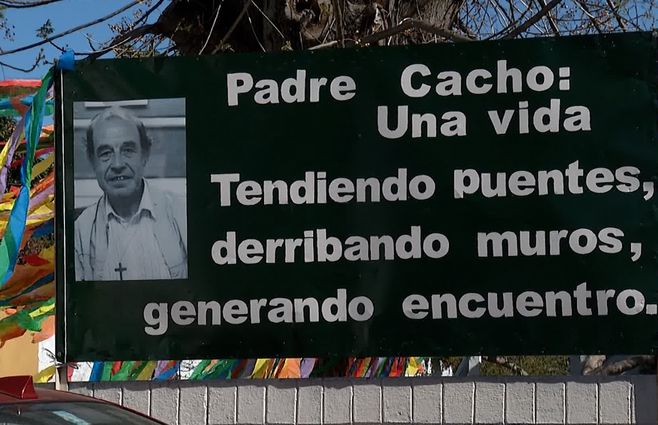 Padre Cacho:
Una vida
Tendiendo puentes,
derribando muros,
generando encuentro.